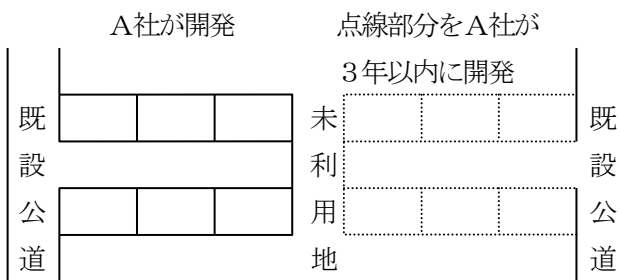 A社が開発
点線部分をA社が
3年以内に開発
既設公道
未利用地
既設公道